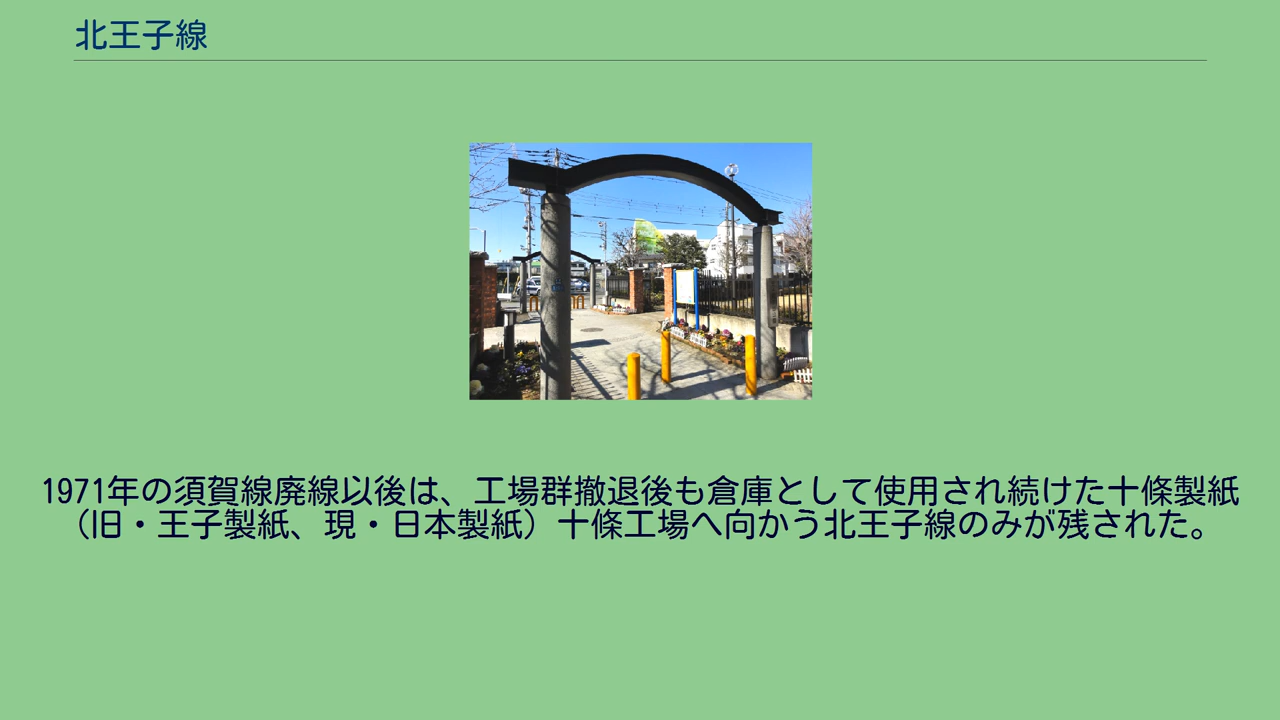 北王子線
1971年の須賀線廃線以後は、工場群撤退後も倉庫として使用され続けた十條製紙
（旧・王子製紙、現・日本製紙）十條工場へ向かう北王子線のみが残された。